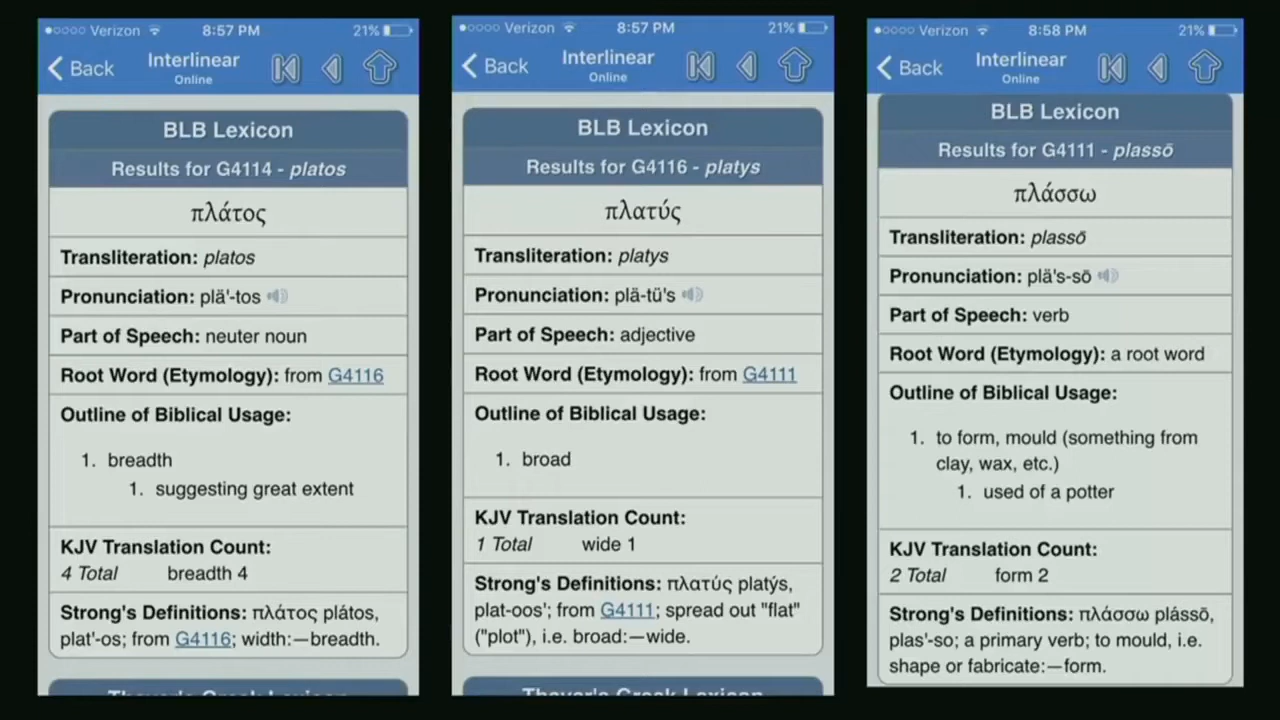 Verizon 8:57 PM 21%
Back Interlinear
Online
BLB Lexicon
Results for G4114 - platos
πλάτος
Transliteration: platos
Pronunciation: plä'-tos
Part of Speech: neuter noun
Root Word (Etymology): from G4116
Outline of Biblical Usage:
1. breadth
1. suggesting great extent
KJV Translation Count:
4 Total breadth 4
Strong's Definitions: πλάτος plátos,
plat'-os; from G4116; width:—breadth.
Thayer's Greek Lexicon
Verizon 8:57 PM 21%
Back Interlinear
Online
BLB Lexicon
Results for G4116 - platys
πλατύς
Transliteration: platys
Pronunciation: plä-tü's
Part of Speech: adjective
Root Word (Etymology): from G4111
Outline of Biblical Usage:
1. broad
KJV Translation Count:
1 Total wide 1
Strong's Definitions: πλατύς platýs,
plat-oos'; from G4111; spread out "flat"
("plot"), i.e. broad:—wide.
Thayer's Greek Lexicon
Verizon 8:58 PM 21%
Back Interlinear
Online
BLB Lexicon
Results for G4111 - plassō
πλάσσω
Transliteration: plassō
Pronunciation: plä's-sō
Part of Speech: verb
Root Word (Etymology): a root word
Outline of Biblical Usage:
1. to form, mould (something from
clay, wax, etc.)
1. used of a potter
KJV Translation Count:
2 Total form 2
Strong's Definitions: πλάσσω plássō,
plas'-so; a primary verb; to mould, i.e.
shape or fabricate:—form.